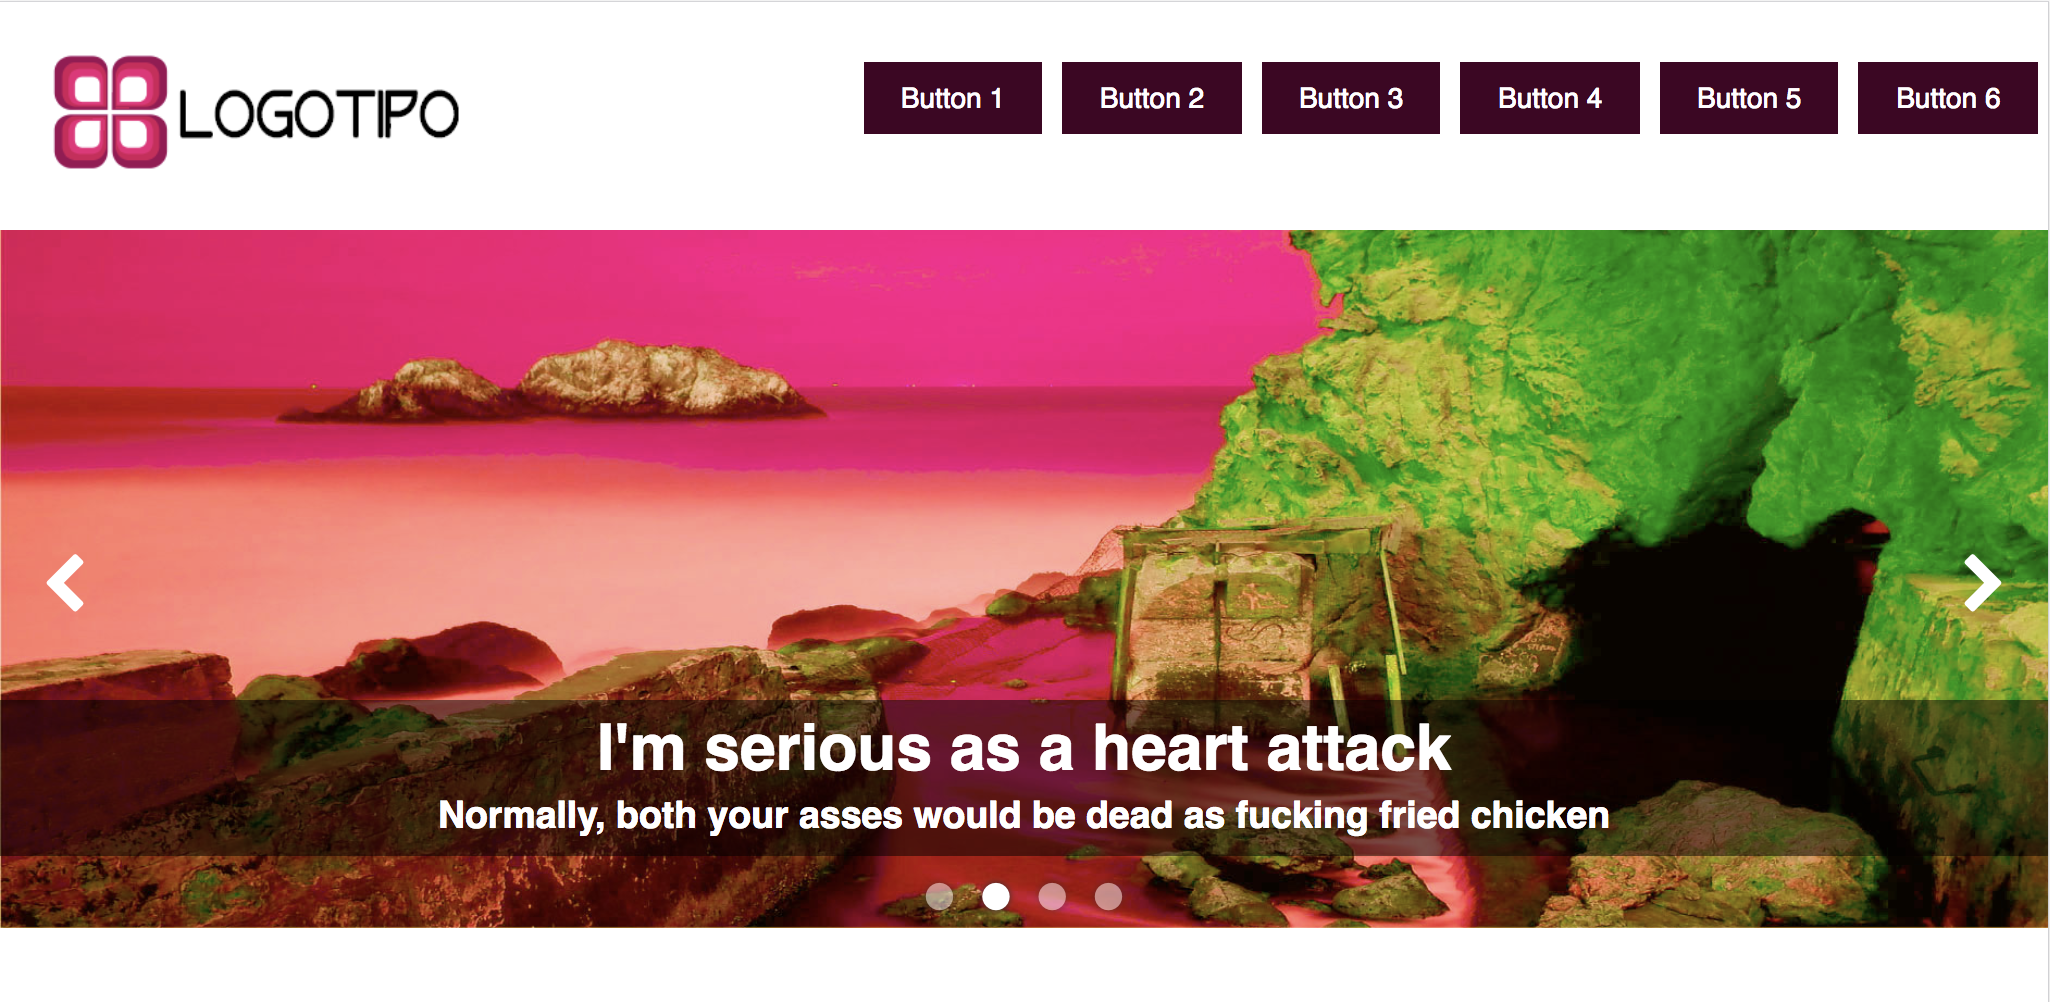 LOGOTIPO
Button 1
Button 2
Button 3
Button 4
Button 5
Button 6
I'm serious as a heart attack
Normally, both your asses would be dead as fucking fried chicken